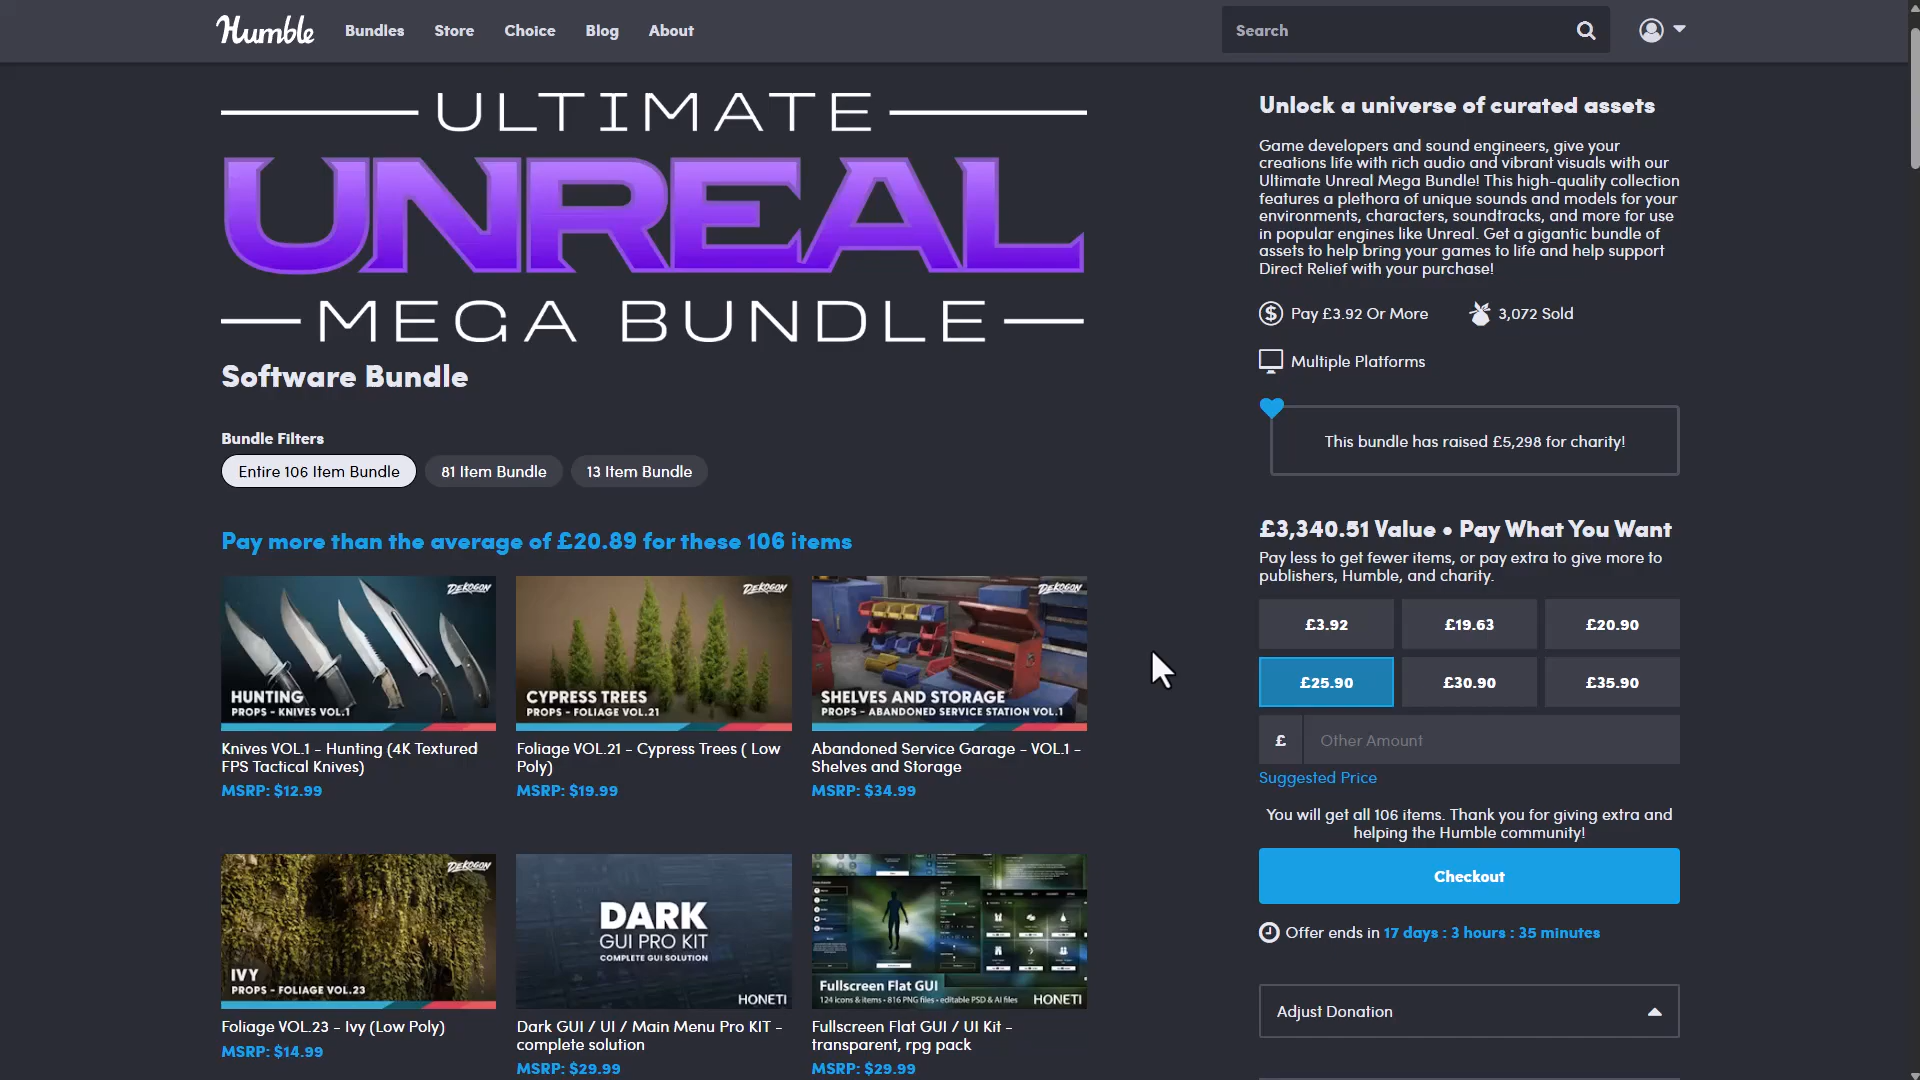 Humble
Bundles
Store
Choice
Blog
About
Search
ULTIMATE
UNREAL
MEGA BUNDLE
Software Bundle
Bundle Filters
Entire 106 Item Bundle
81 Item Bundle
13 Item Bundle
Pay more than the average of £20.89 for these 106 items
DEKOGON
HUNTING
PROPS - KNIVES VOL.1
Knives VOL.1 - Hunting (4K Textured
FPS Tactical Knives)
MSRP: $12.99
DEKOGON
CYPRESS TREES
PROPS - FOLIAGE VOL.21
Foliage VOL.21 - Cypress Trees ( Low
Poly)
MSRP: $19.99
DEKOGON
SHELVES AND STORAGE
PROPS - ABANDONED SERVICE STATION VOL.1
Abandoned Service Garage - VOL.1 -
Shelves and Storage
MSRP: $34.99
DEKOGON
IVY
PROPS - FOLIAGE VOL.23
Foliage VOL.23 - Ivy (Low Poly)
MSRP: $14.99
DARK
GUI PRO KIT
COMPLETE GUI SOLUTION
HONETI
Dark GUI / UI / Main Menu Pro KIT -
complete solution
MSRP: $29.99
Fullscreen Flat GUI
124 icons & items • 816 PNG files • editable PSD & AI files
HONETI
Fullscreen Flat GUI / UI Kit -
transparent, rpg pack
MSRP: $29.99
Unlock a universe of curated assets
Game developers and sound engineers, give your
creations life with rich audio and vibrant visuals with our
Ultimate Unreal Mega Bundle! This high-quality collection
features a plethora of unique sounds and models for your
environments, characters, soundtracks, and more for use
in popular engines like Unreal. Get a gigantic bundle of
assets to help bring your games to life and help support
Direct Relief with your purchase!
Pay £3.92 Or More
3,072 Sold
Multiple Platforms
This bundle has raised £5,298 for charity!
£3,340.51 Value • Pay What You Want
Pay less to get fewer items, or pay extra to give more to
publishers, Humble, and charity.
£3.92
£19.63
£20.90
£25.90
£30.90
£35.90
£
Other Amount
Suggested Price
You will get all 106 items. Thank you for giving extra and
helping the Humble community!
Checkout
Offer ends in 17 days : 3 hours : 35 minutes
Adjust Donation